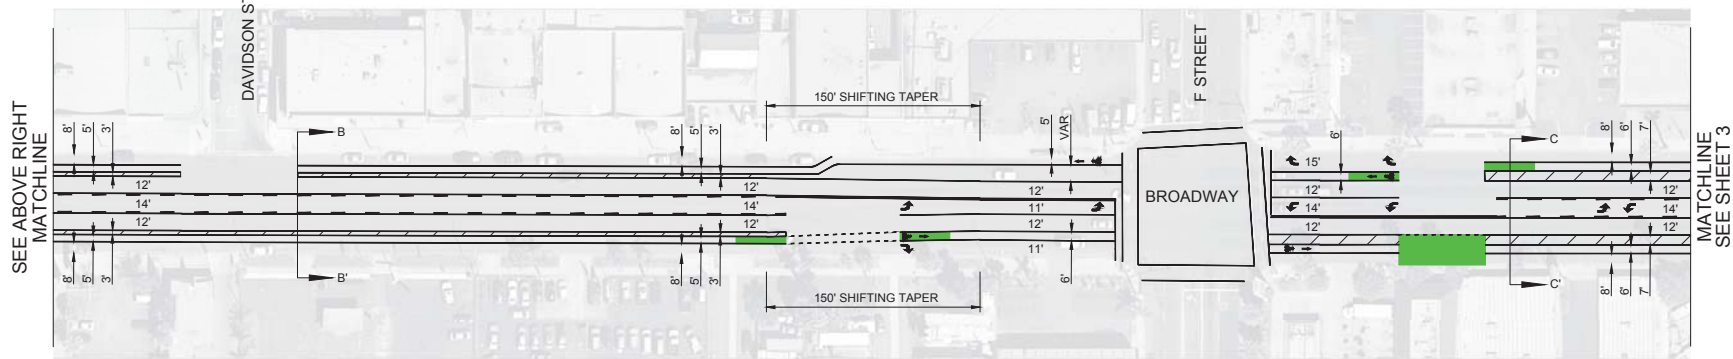 SEE ABOVE RIGHT
MATCHLINE
8'
5'
3'
8'
5'
3'
12'
14'
12'
DAVIDSON ST
B
B'
8'
5'
3'
8'
5'
3'
12'
14'
12'
150' SHIFTING TAPER
150' SHIFTING TAPER
5'
VAR
12'
11'
12'
11'
6'
F STREET
BROADWAY
15'
12'
14'
12'
6'
C
C'
8'
6'
7'
8'
6'
7'
12'
14'
12'
MATCHLINE
SEE SHEET 3